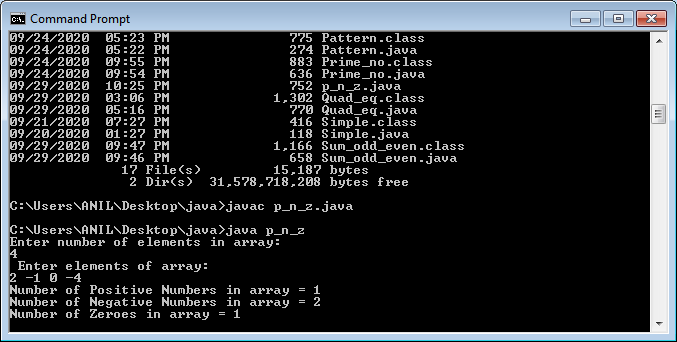 Command Prompt
09/24/2020  05:23 PM               775 Pattern.class
09/24/2020  05:22 PM               274 Pattern.java
09/24/2020  09:55 PM               883 Prime_no.class
09/24/2020  09:54 PM               636 Prime_no.java
09/29/2020  10:25 PM               752 p_n_z.java
09/29/2020  03:06 PM             1,302 Quad_eq.class
09/29/2020  05:16 PM               770 Quad_eq.java
09/21/2020  07:27 PM               416 Simple.class
09/20/2020  01:27 PM               118 Simple.java
09/29/2020  09:47 PM             1,166 Sum_odd_even.class
09/29/2020  09:46 PM               658 Sum_odd_even.java
17 File(s)         15,187 bytes
2 Dir(s)  31,578,718,208 bytes free
C:\Users\ANIL\Desktop\java>javac p_n_z.java
C:\Users\ANIL\Desktop\java>java p_n_z
Enter number of elements in array:
4
Enter elements of array:
2 -1 0 -4
Number of Positive Numbers in array = 1
Number of Negative Numbers in array = 2
Number of Zeroes in array = 1